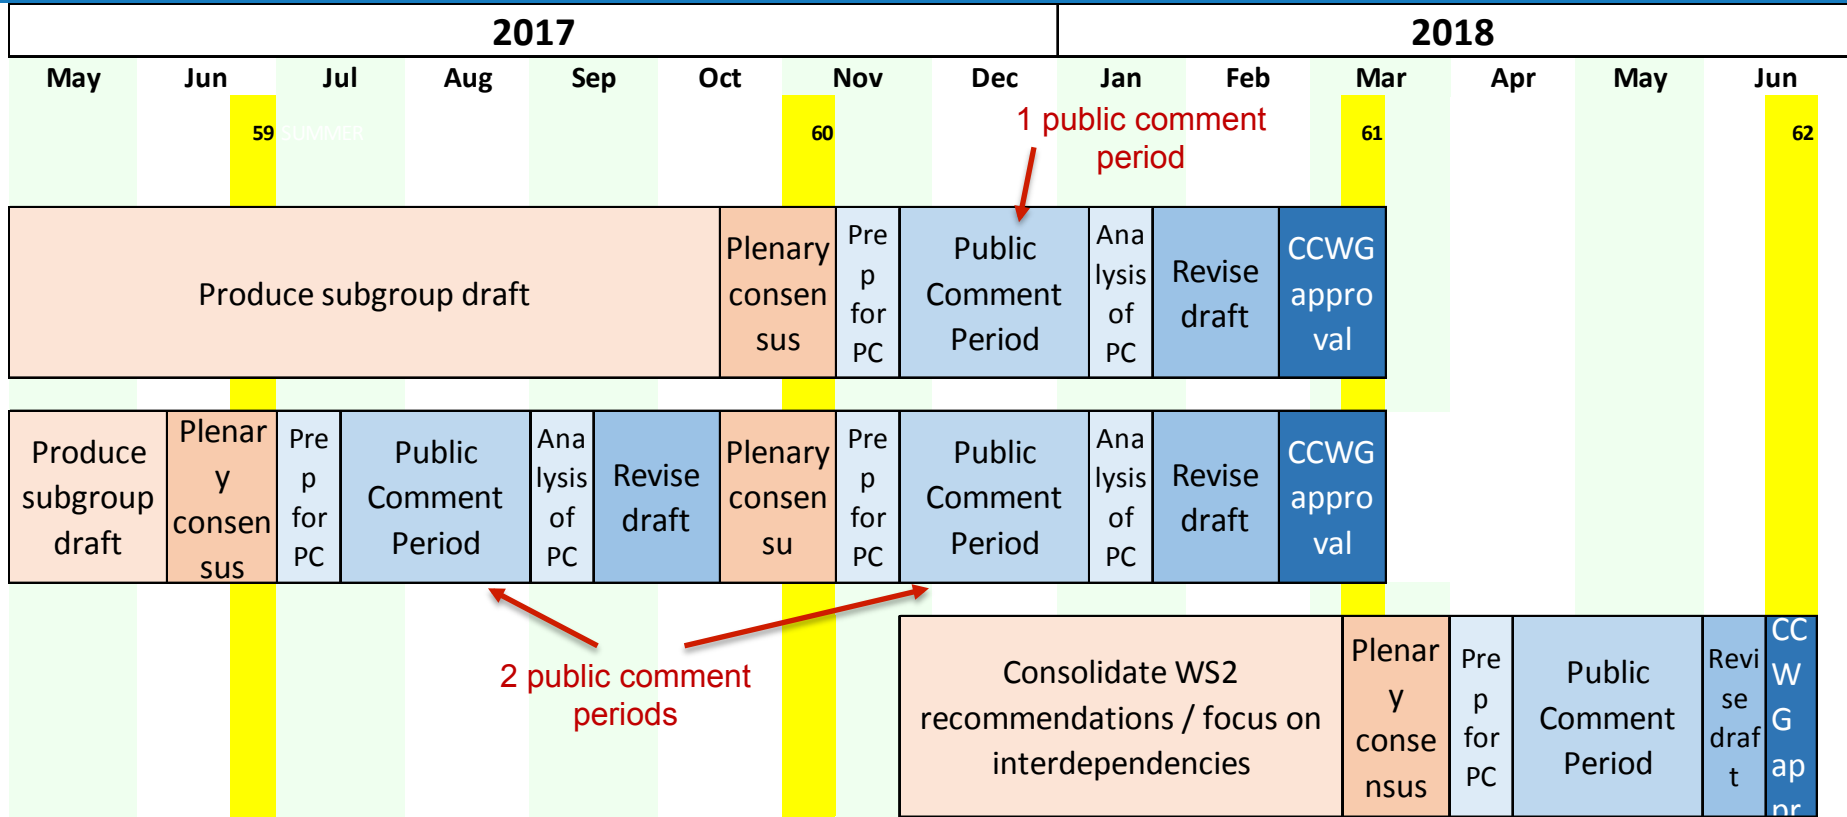 2017 2018
May Jun Jul Aug Sep Oct Nov Dec Jan Feb Mar Apr May Jun
59 SUMMER 60 61 62
1 public comment
period
Produce subgroup draft
Plenary
consen
sus
Pre
p
for
PC
Public
Comment
Period
Ana
lysis
of
PC
Revise
draft
CCWG
appro
val
Produce
subgroup
draft
Plenar
y
consen
sus
Pre
p
for
PC
Public
Comment
Period
Ana
lysis
of
PC
Revise
draft
Plenary
consen
su
Pre
p
for
PC
Public
Comment
Period
Ana
lysis
of
PC
Revise
draft
CCWG
appro
val
2 public comment
periods
Consolidate WS2
recommendations / focus on
interdependencies
Plenar
y
conse
nsus
Pre
p
for
PC
Public
Comment
Period
Revi
se
draf
t
CC
W
G
ap
pr